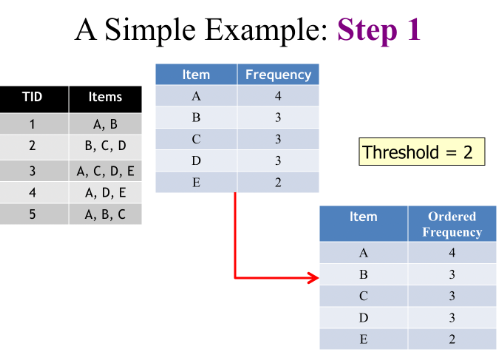 A Simple Example: Step 1
TID Items
1 A, B
2 B, C, D
3 A, C, D, E
4 A, D, E
5 A, B, C
Item Frequency
A 4
B 3
C 3
D 3
E 2
Threshold = 2
Item Ordered
Frequency
A 4
B 3
C 3
D 3
E 2